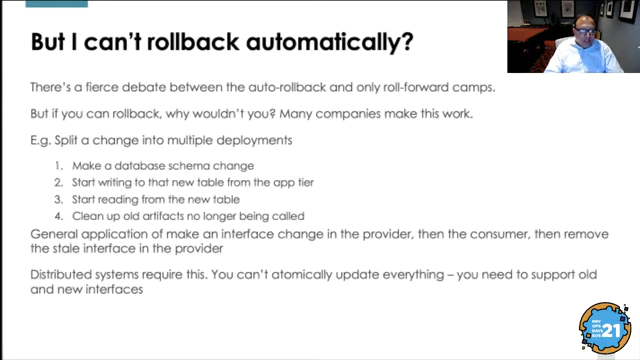 But I can't rollback automatically?
There's a fierce debate between the auto-rollback and only roll-forward camps.
But if you can rollback, why wouldn't you? Many companies make this work.
E.g. Split a change into multiple deployments
1. Make a database schema change
2. Start writing to that new table from the app tier
3. Start reading from the new table
4. Clean up old artifacts no longer being called
General application of make an interface change in the provider, then the consumer, then remove
the stale interface in the provider
Distributed systems require this. You can't atomically update everything – you need to support old
and new interfaces
DEV
OPS
DAYS
BOS
21